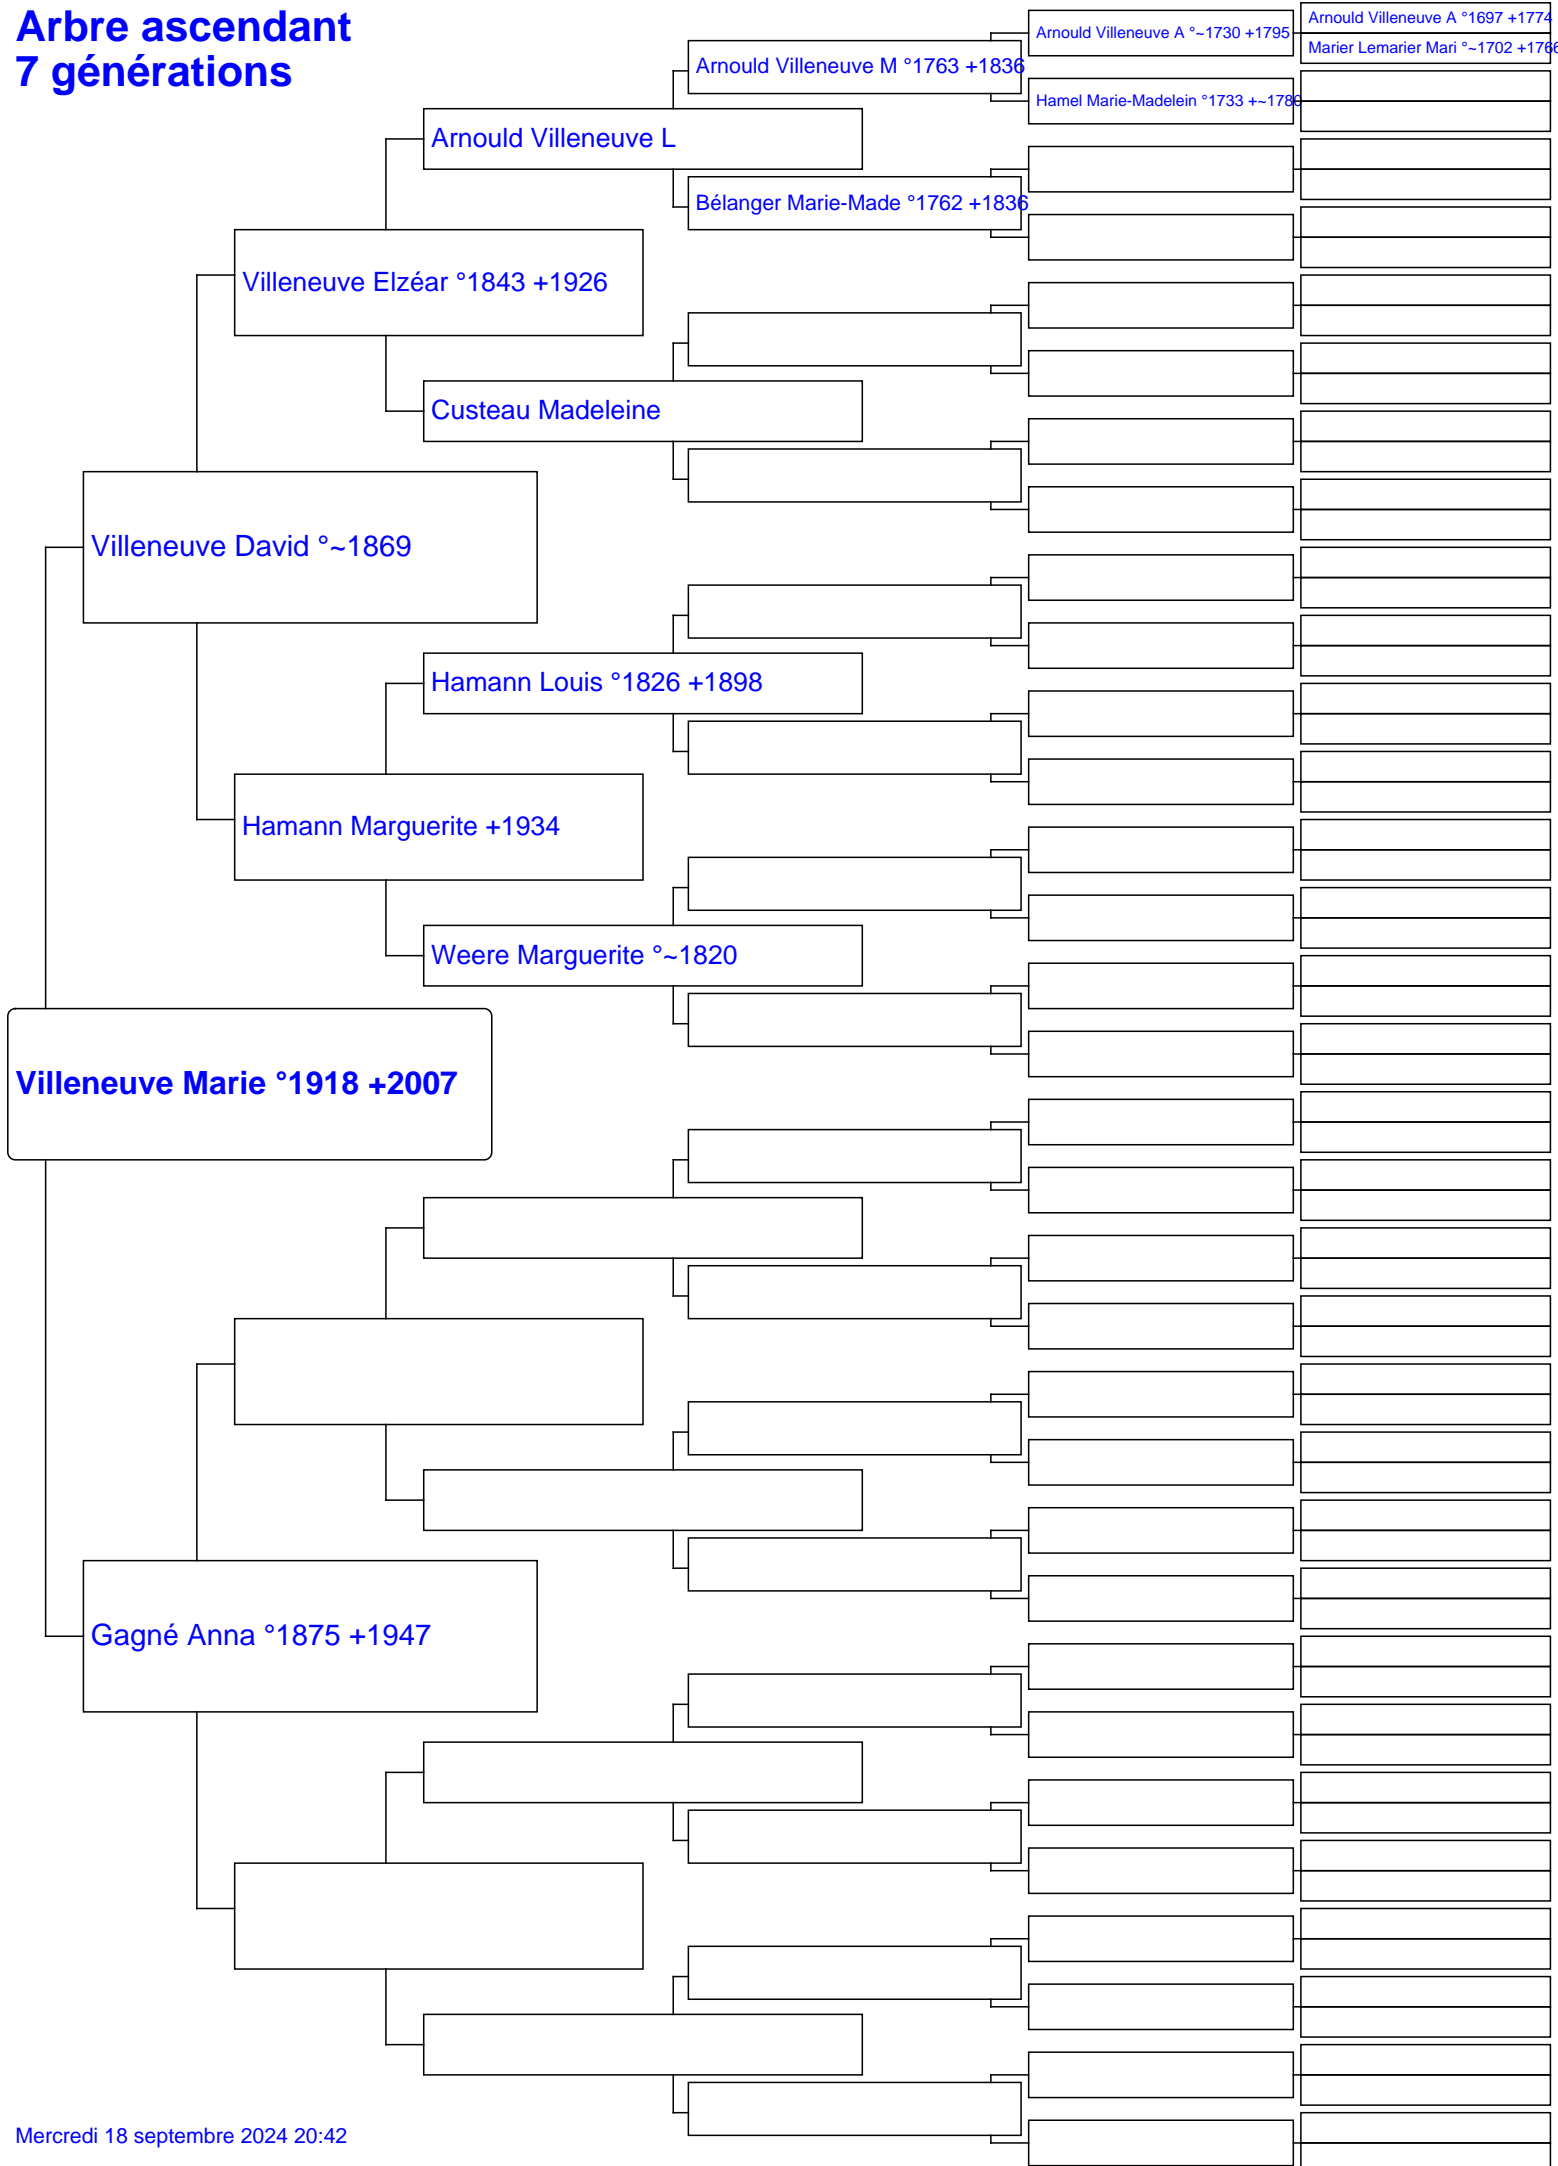 Arbre ascendant
7 générations
Arnould Villeneuve A °1697 +1774
Arnould Villeneuve A °~1730 +1795
Marier Lemarier Mari °~1702 +1766
Arnould Villeneuve M °1763 +1836
Hamel Marie-Madelein °1733 +~1780
Arnould Villeneuve L
Bélanger Marie-Made °1762 +1836
Villeneuve Elzéar °1843 +1926
Custeau Madeleine
Villeneuve David °~1869
Hamann Louis °1826 +1898
Hamann Marguerite +1934
Weere Marguerite °~1820
Villeneuve Marie °1918 +2007
Gagné Anna °1875 +1947
Mercredi 18 septembre 2024 20:42